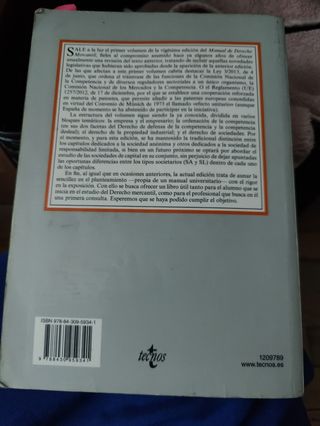 SALE a la luz el primer volumen de la vigésima edición del Manual de Derecho
Mercantil, fieles al compromiso asumido hace ya algunos años de ofrecer
anualmente una revisión del texto anterior, tratando de incluir aquellas novedades
legislativas que hubieran sido aprobadas desde la aparición de la anterior edición.
De las que afectan a este primer volumen cabe destacar la Ley 3/2013, de 4
de junio, que ordena el trasvase de las funciones de la Comisión Nacional de
la Competencia y de diversos reguladores sectoriales a un único organismo, la
Comisión Nacional de los Mercados y la Competencia. O el Reglamento (UE)
1257/2012, de 17 de diciembre, por el que se establece una cooperación reforzada
en materia de patentes, que permite añadir a las patentes europeas concedidas
en virtud del Convenio de Múnich de 1973 el llamado «efecto unitario» (aunque
España de momento se ha abstenido de participar en la iniciativa).
La estructura del volumen sigue siendo la ya conocida, dividida en varios
bloques temáticos: la empresa y el empresario; la ordenación de la competencia
en sus dos facetas del Derecho de defensa de la competencia y la competencia
desleal; el derecho de la propiedad industrial; y el derecho de sociedades. Por
el momento, y para esta edición, se ha mantenido la tradicional distinción entre
los capítulos dedicados a la sociedad anónima y otros dedicados a la sociedad de
responsabilidad limitada, si bien en un futuro próximo se optará por abordar el
estudio de las sociedades de capital en su conjunto, sin perjuicio de dejar apuntadas
las oportunas diferencias entre los tipos societarios (SA y SL) dentro de cada uno
de los capítulos.
En fin, al igual que en ocasiones anteriores, la actual edición trata de aunar la
sencillez en el planteamiento —propia de un manual universitario— con el rigor
en la exposición. Con ello se busca ofrecer un libro útil tanto para el alumno que se
inicia en el estudio del Derecho mercantil, como para el profesional que busca en él
una primera consulta. Esperemos que se haya podido cumplir el objetivo.
ISBN 978-84-309-5934-1
9 788430 959341
tecnos
1209789
www.tecnos.es